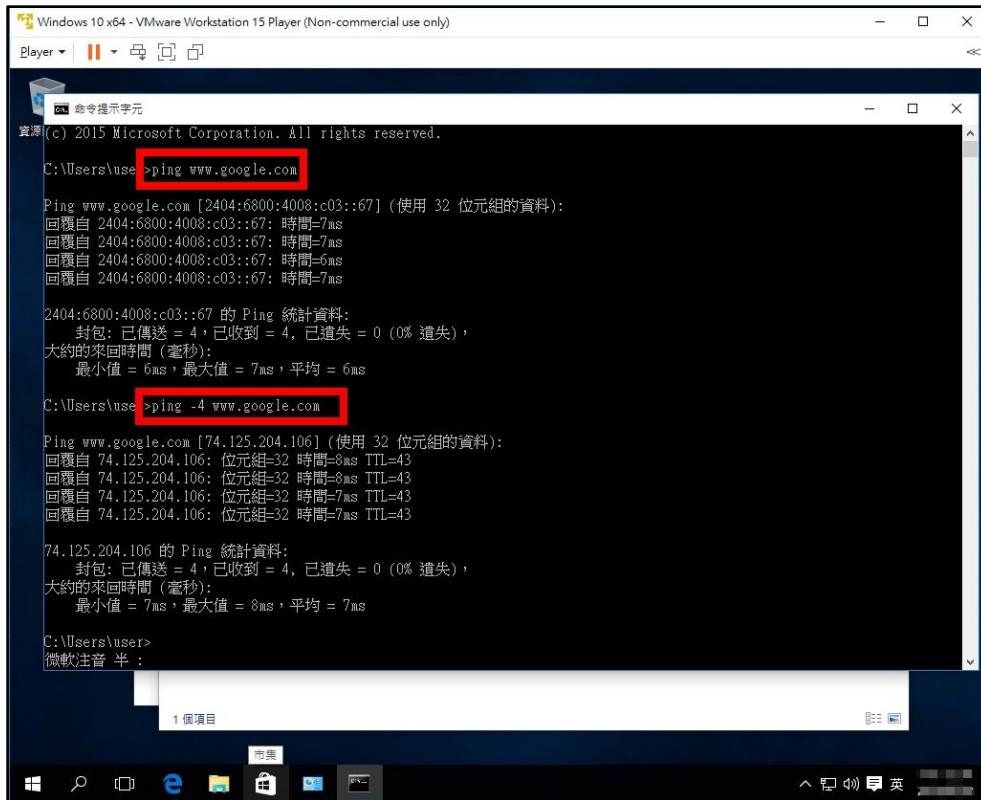 Windows 10 x64 - VMware Workstation 15 Player (Non-commercial use only)
Player
命令提示字元
資源
(c) 2015 Microsoft Corporation. All rights reserved.
C:\Users\use>ping www.google.com
Ping www.google.com [2404:6800:4008:c03::67] (使用 32 位元組的資料):
回覆自 2404:6800:4008:c03::67: 時間=7ms
回覆自 2404:6800:4008:c03::67: 時間=7ms
回覆自 2404:6800:4008:c03::67: 時間=6ms
回覆自 2404:6800:4008:c03::67: 時間=7ms
2404:6800:4008:c03::67 的 Ping 統計資料:
封包: 已傳送 = 4，已收到 = 4, 已遺失 = 0 (0% 遺失)，
大約的來回時間 (毫秒):
最小值 = 6ms，最大值 = 7ms，平均 = 6ms
C:\Users\use>ping -4 www.google.com
Ping www.google.com [74.125.204.106] (使用 32 位元組的資料):
回覆自 74.125.204.106: 位元組=32 時間=8ms TTL=43
回覆自 74.125.204.106: 位元組=32 時間=8ms TTL=43
回覆自 74.125.204.106: 位元組=32 時間=7ms TTL=43
回覆自 74.125.204.106: 位元組=32 時間=7ms TTL=43
74.125.204.106 的 Ping 統計資料:
封包: 已傳送 = 4，已收到 = 4, 已遺失 = 0 (0% 遺失)，
大約的來回時間 (毫秒):
最小值 = 7ms，最大值 = 8ms，平均 = 7ms
C:\Users\user>
微軟注音 半 :
1 個項目
市集
英